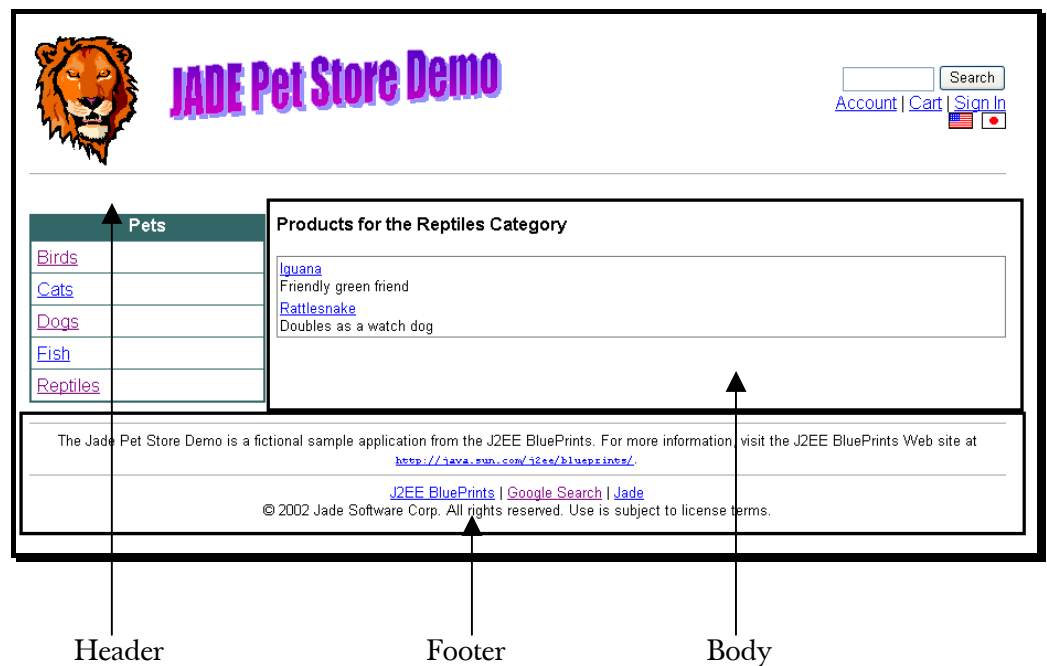 JADE Pet Store Demo
Search
Account | Cart | Sign In
Pets
Birds
Cats
Dogs
Fish
Reptiles
Products for the Reptiles Category
Iguana
Friendly green friend
Rattlesnake
Doubles as a watch dog
The Jade Pet Store Demo is a fictional sample application from the J2EE BluePrints. For more information, visit the J2EE BluePrints Web site at
http://java.sun.com/j2ee/blueprints/.
J2EE BluePrints | Google Search | Jade
© 2002 Jade Software Corp. All rights reserved. Use is subject to license terms.
Header Footer Body